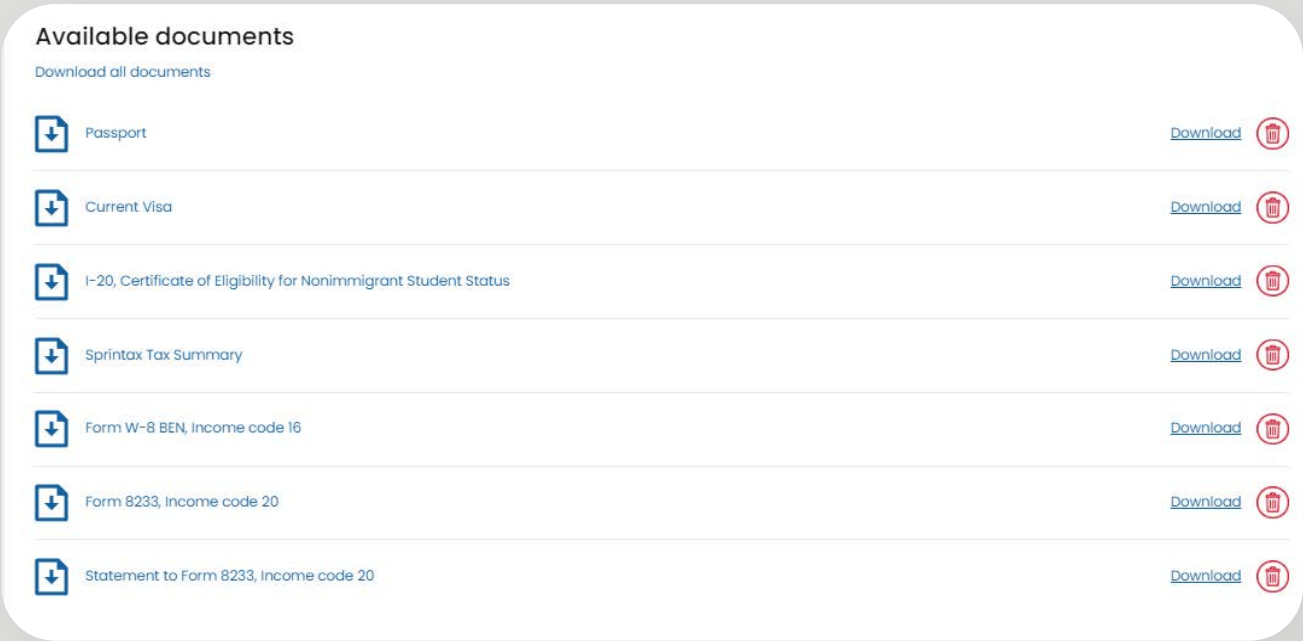 Available documents
Download all documents
Passport Download
Current Visa Download
I-20, Certificate of Eligibility for Nonimmigrant Student Status Download
Sprintax Tax Summary Download
Form W-8 BEN, Income code 16 Download
Form 8233, Income code 20 Download
Statement to Form 8233, Income code 20 Download